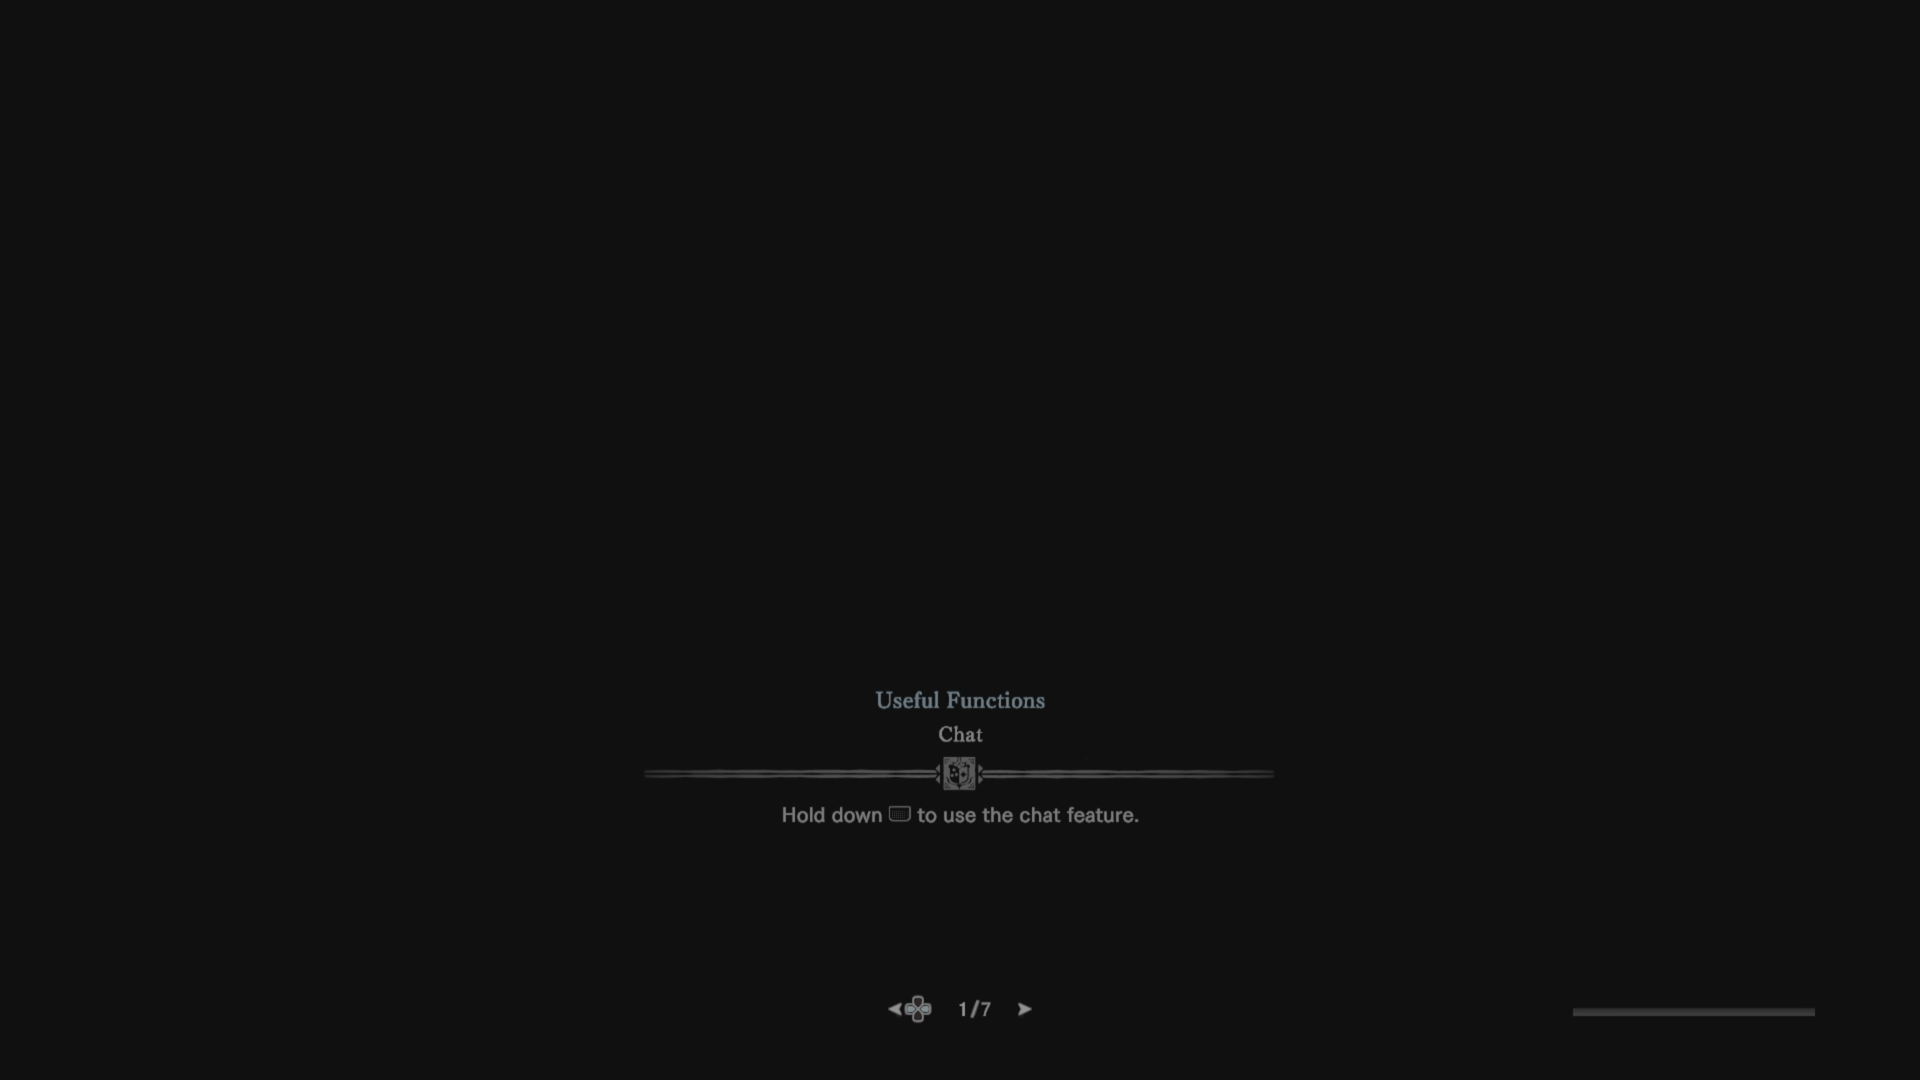 Useful Functions
Chat
Hold down to use the chat feature.
1/7